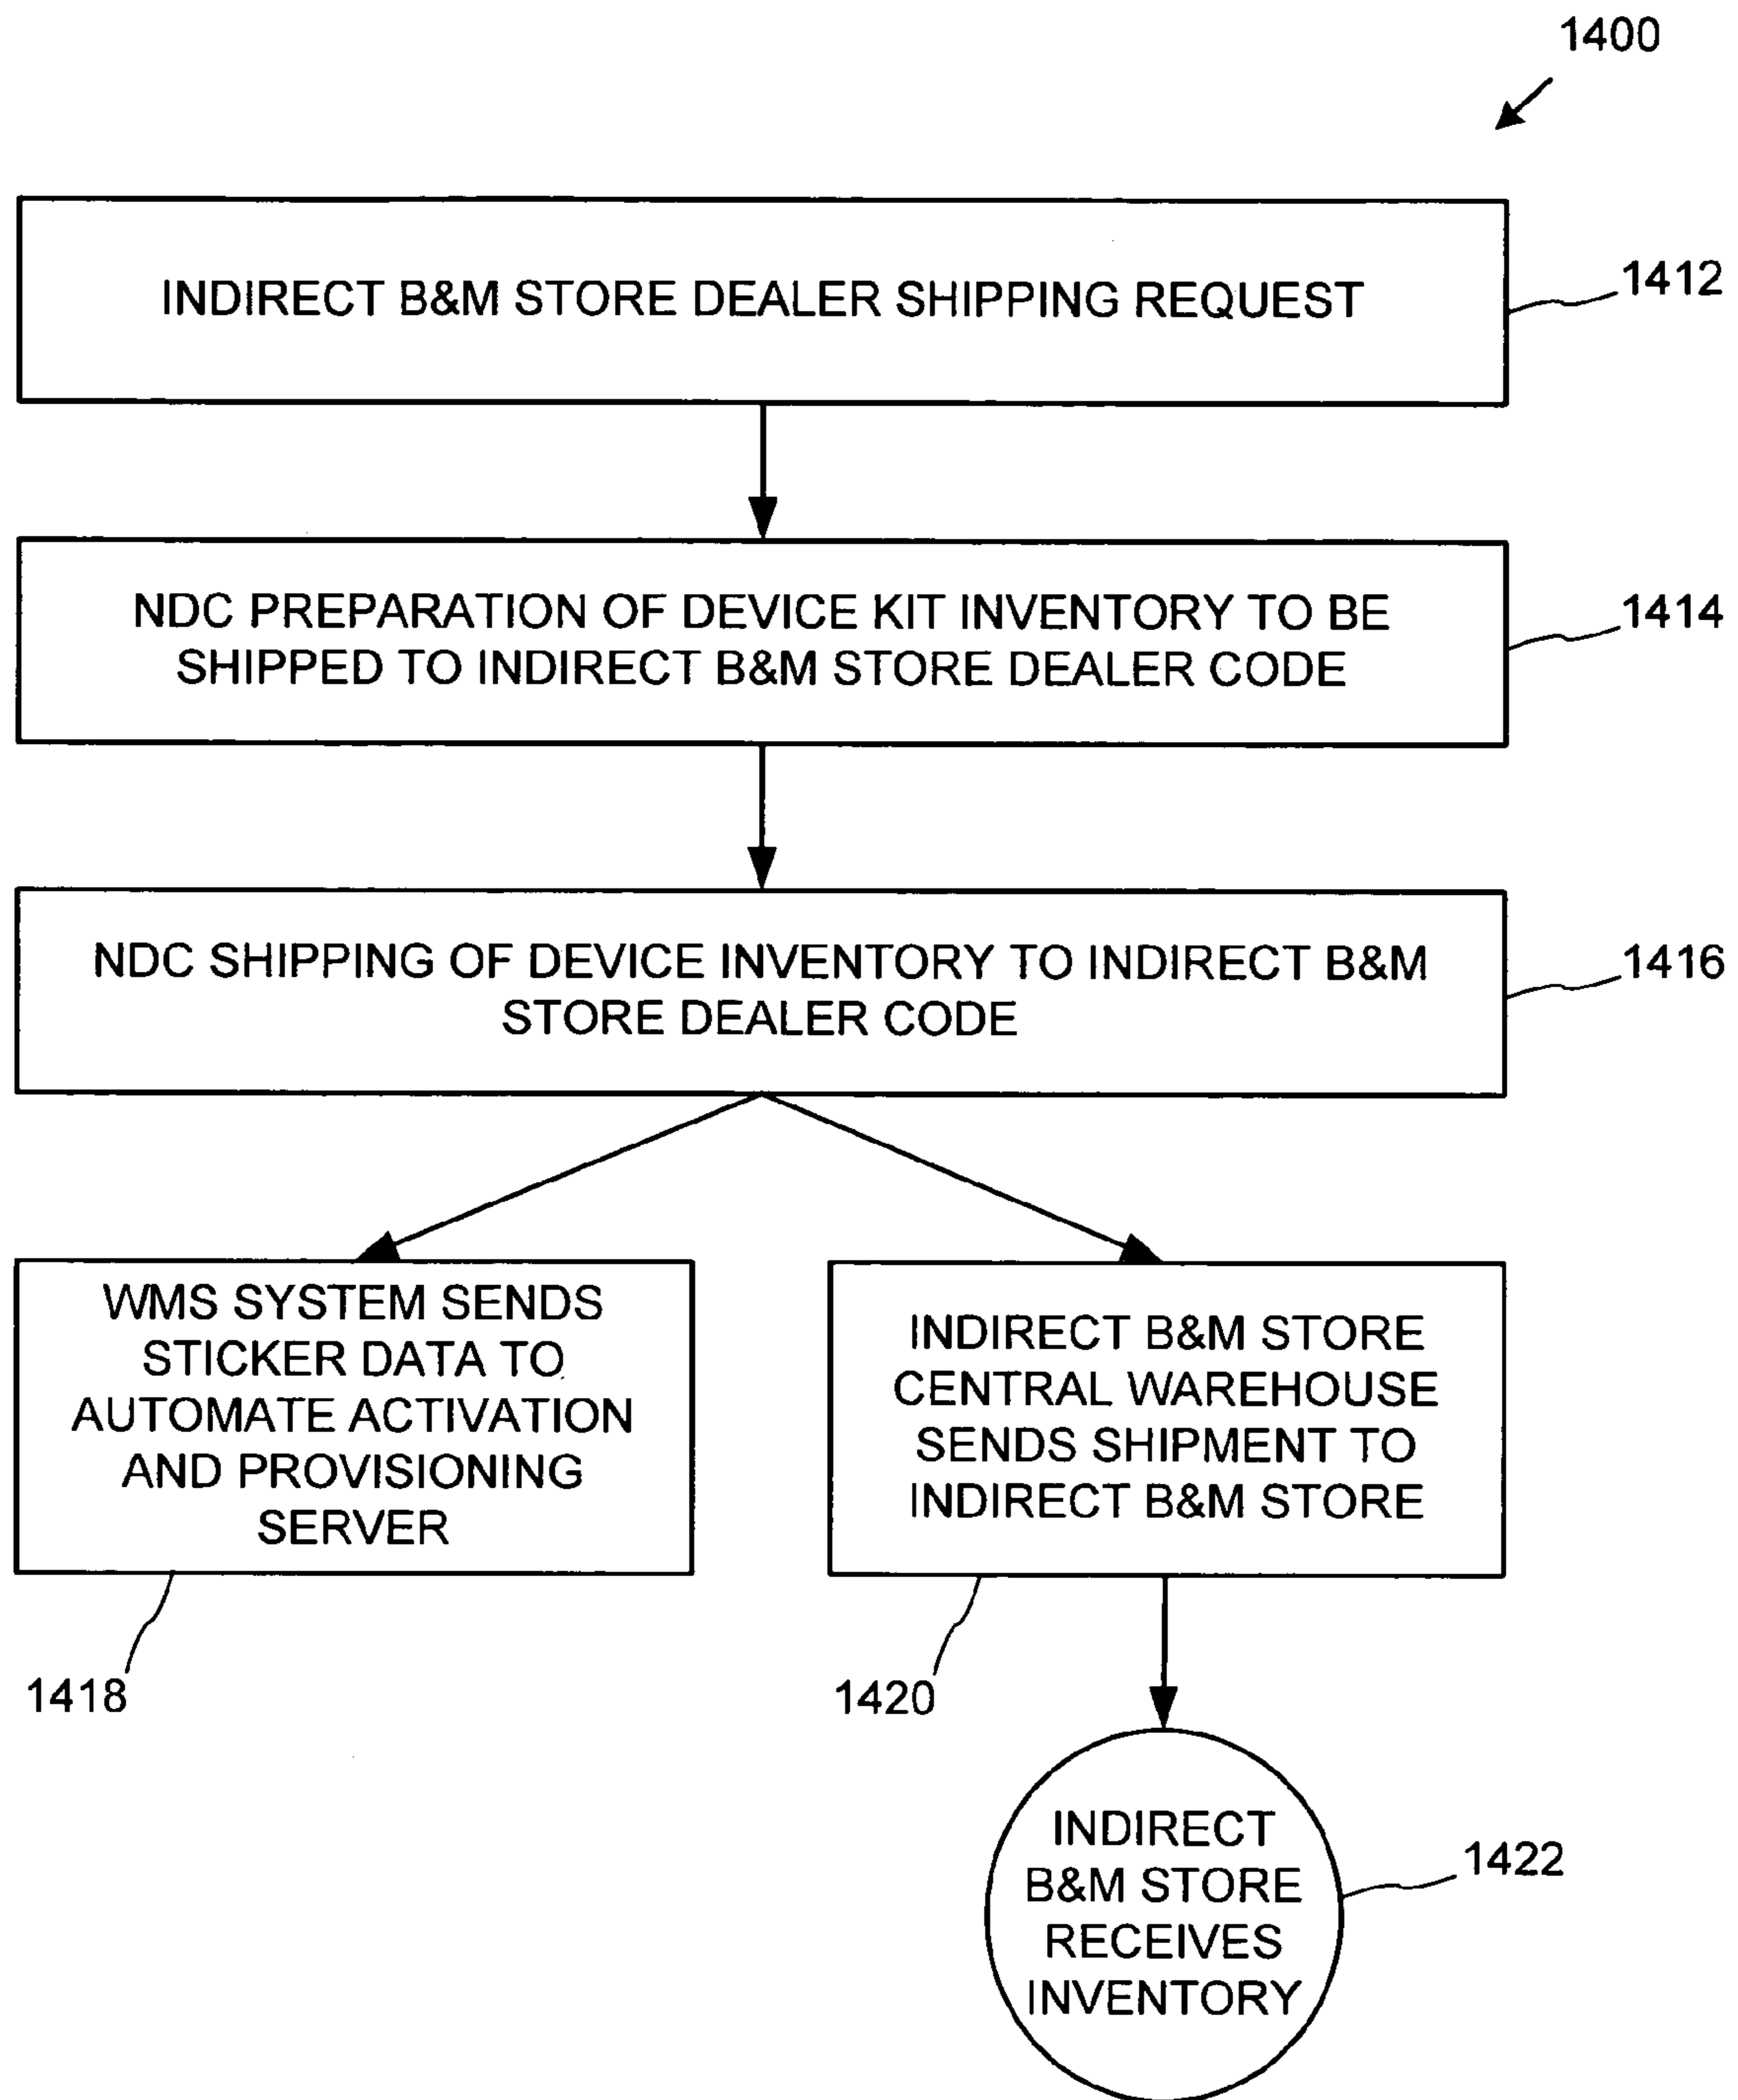 1400
INDIRECT B&M STORE DEALER SHIPPING REQUEST
1412
NDC PREPARATION OF DEVICE KIT INVENTORY TO BE
SHIPPED TO INDIRECT B&M STORE DEALER CODE
1414
NDC SHIPPING OF DEVICE INVENTORY TO INDIRECT B&M
STORE DEALER CODE
1416
WMS SYSTEM SENDS
STICKER DATA TO
AUTOMATE ACTIVATION
AND PROVISIONING
SERVER
1418
INDIRECT B&M STORE
CENTRAL WAREHOUSE
SENDS SHIPMENT TO
INDIRECT B&M STORE
1420
INDIRECT
B&M STORE
RECEIVES
INVENTORY
1422